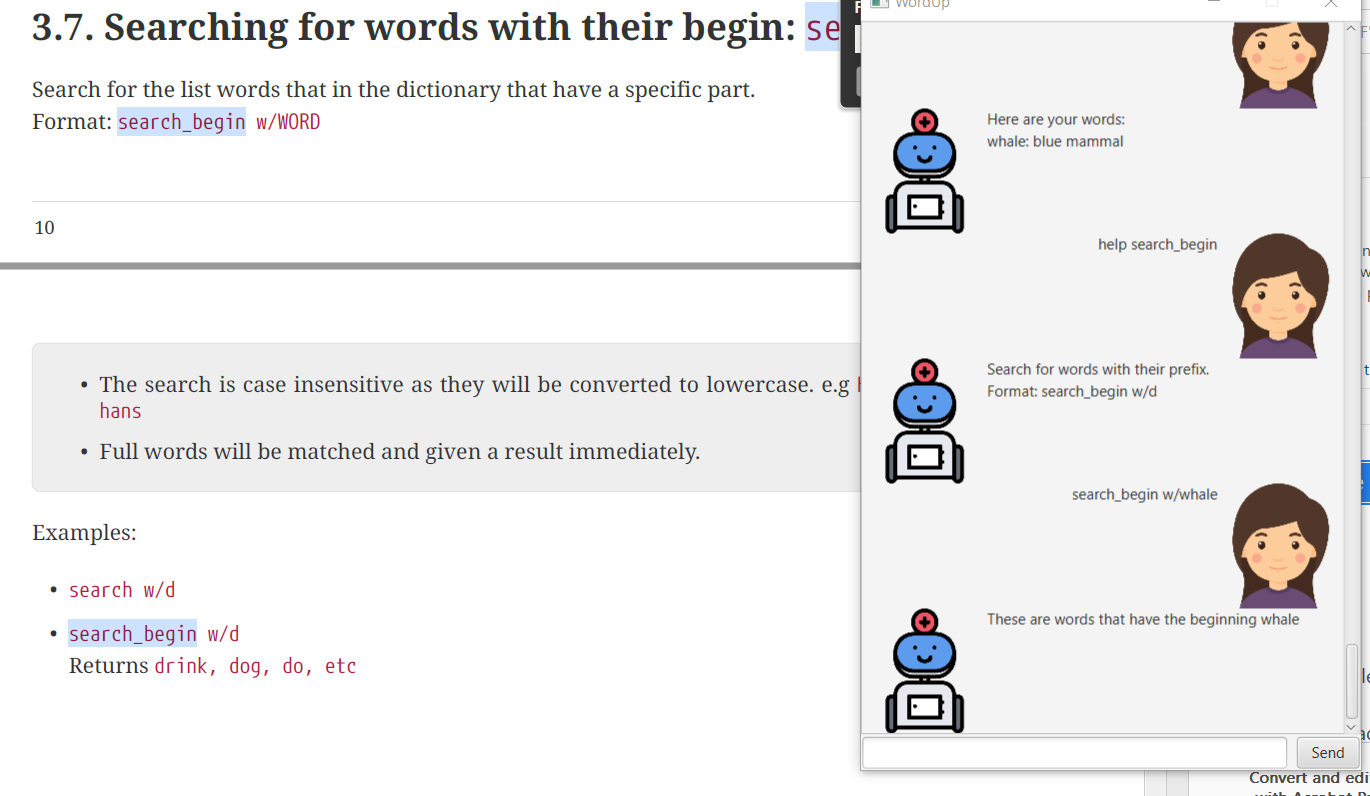 3.7. Searching for words with their begin: se
Search for the list words that in the dictionary that have a specific part.
Format: search_begin w/WORD
10
• The search is case insensitive as they will be converted to lowercase. e.g
hans
• Full words will be matched and given a result immediately.
Examples:
• search w/d
• search_begin w/d
Returns drink, dog, do, etc
WordUp
Here are your words:
whale: blue mammal
help search_begin
Search for words with their prefix.
Format: search_begin w/d
search_begin w/whale
These are words that have the beginning whale
Send
Convert and edi